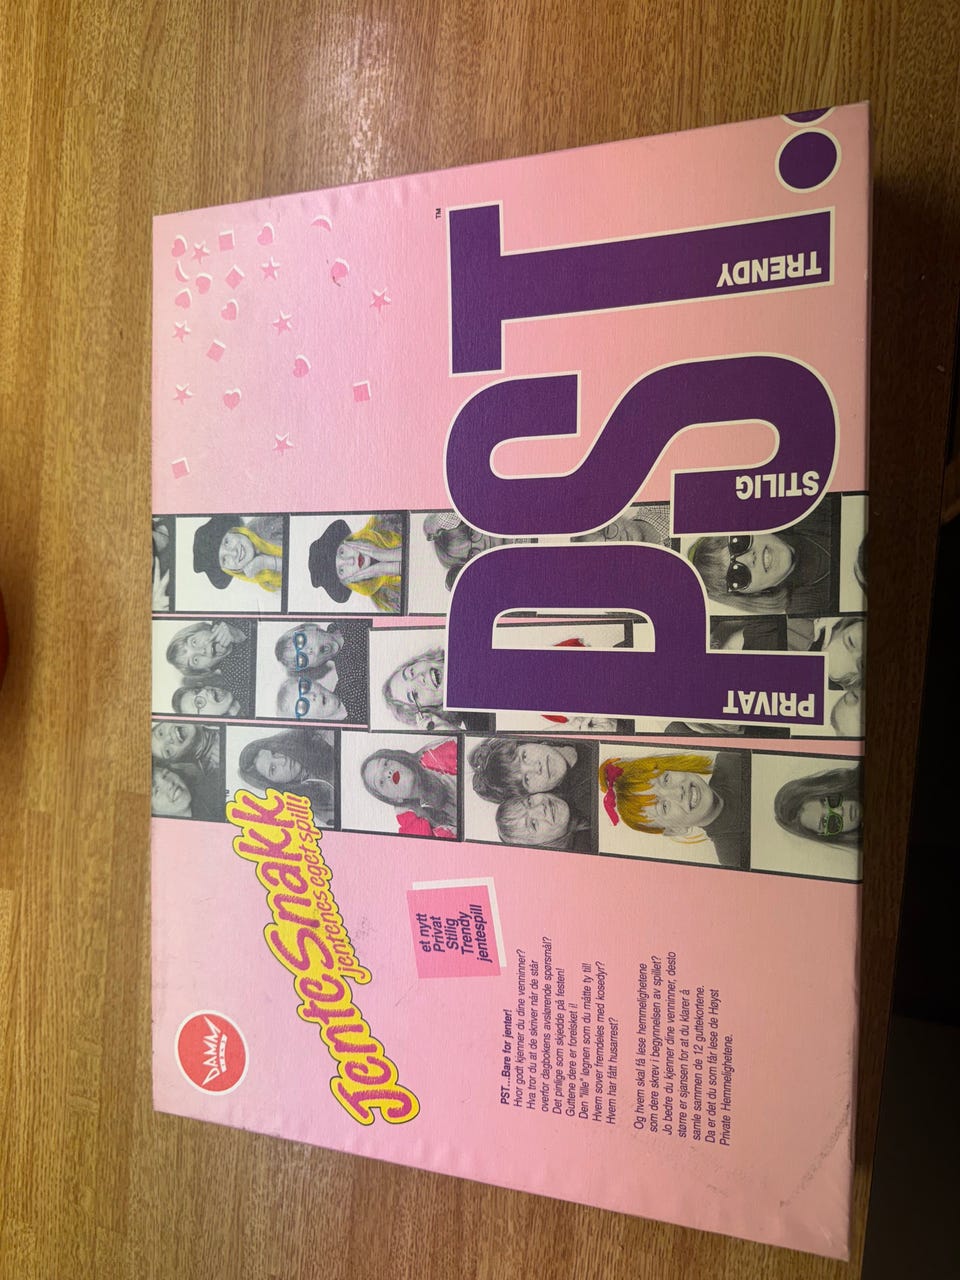 DAMM
Jente Snakk™
jentenes eget spill!
et nytt
Privat
Stilig
Trendy
jentespill
PST...Bare for jenter!
Hvor godt kjenner du dine venninner?
Hva tror du at de skriver når de står
overfor dagbokens avslørende spørsmål?
Det pinlige som skjedde på festen!
Guttene dere er forelsket i!
Den "lille" løgnen som du måtte ty til!
Hvem sover fremdeles med kosedyr?
Hvem har fått husarrest?
Og hvem skal få lese hemmelighetene
som dere skrev i begynnelsen av spillet?
Jo bedre du kjenner dine venninner, desto
større er sjansen for at du klarer å
samle sammen de 12 guttekortene.
Da er det du som får lese de Høyst
Private Hemmelighetene.
PST..™
PRIVAT
STILIG
TRENDY